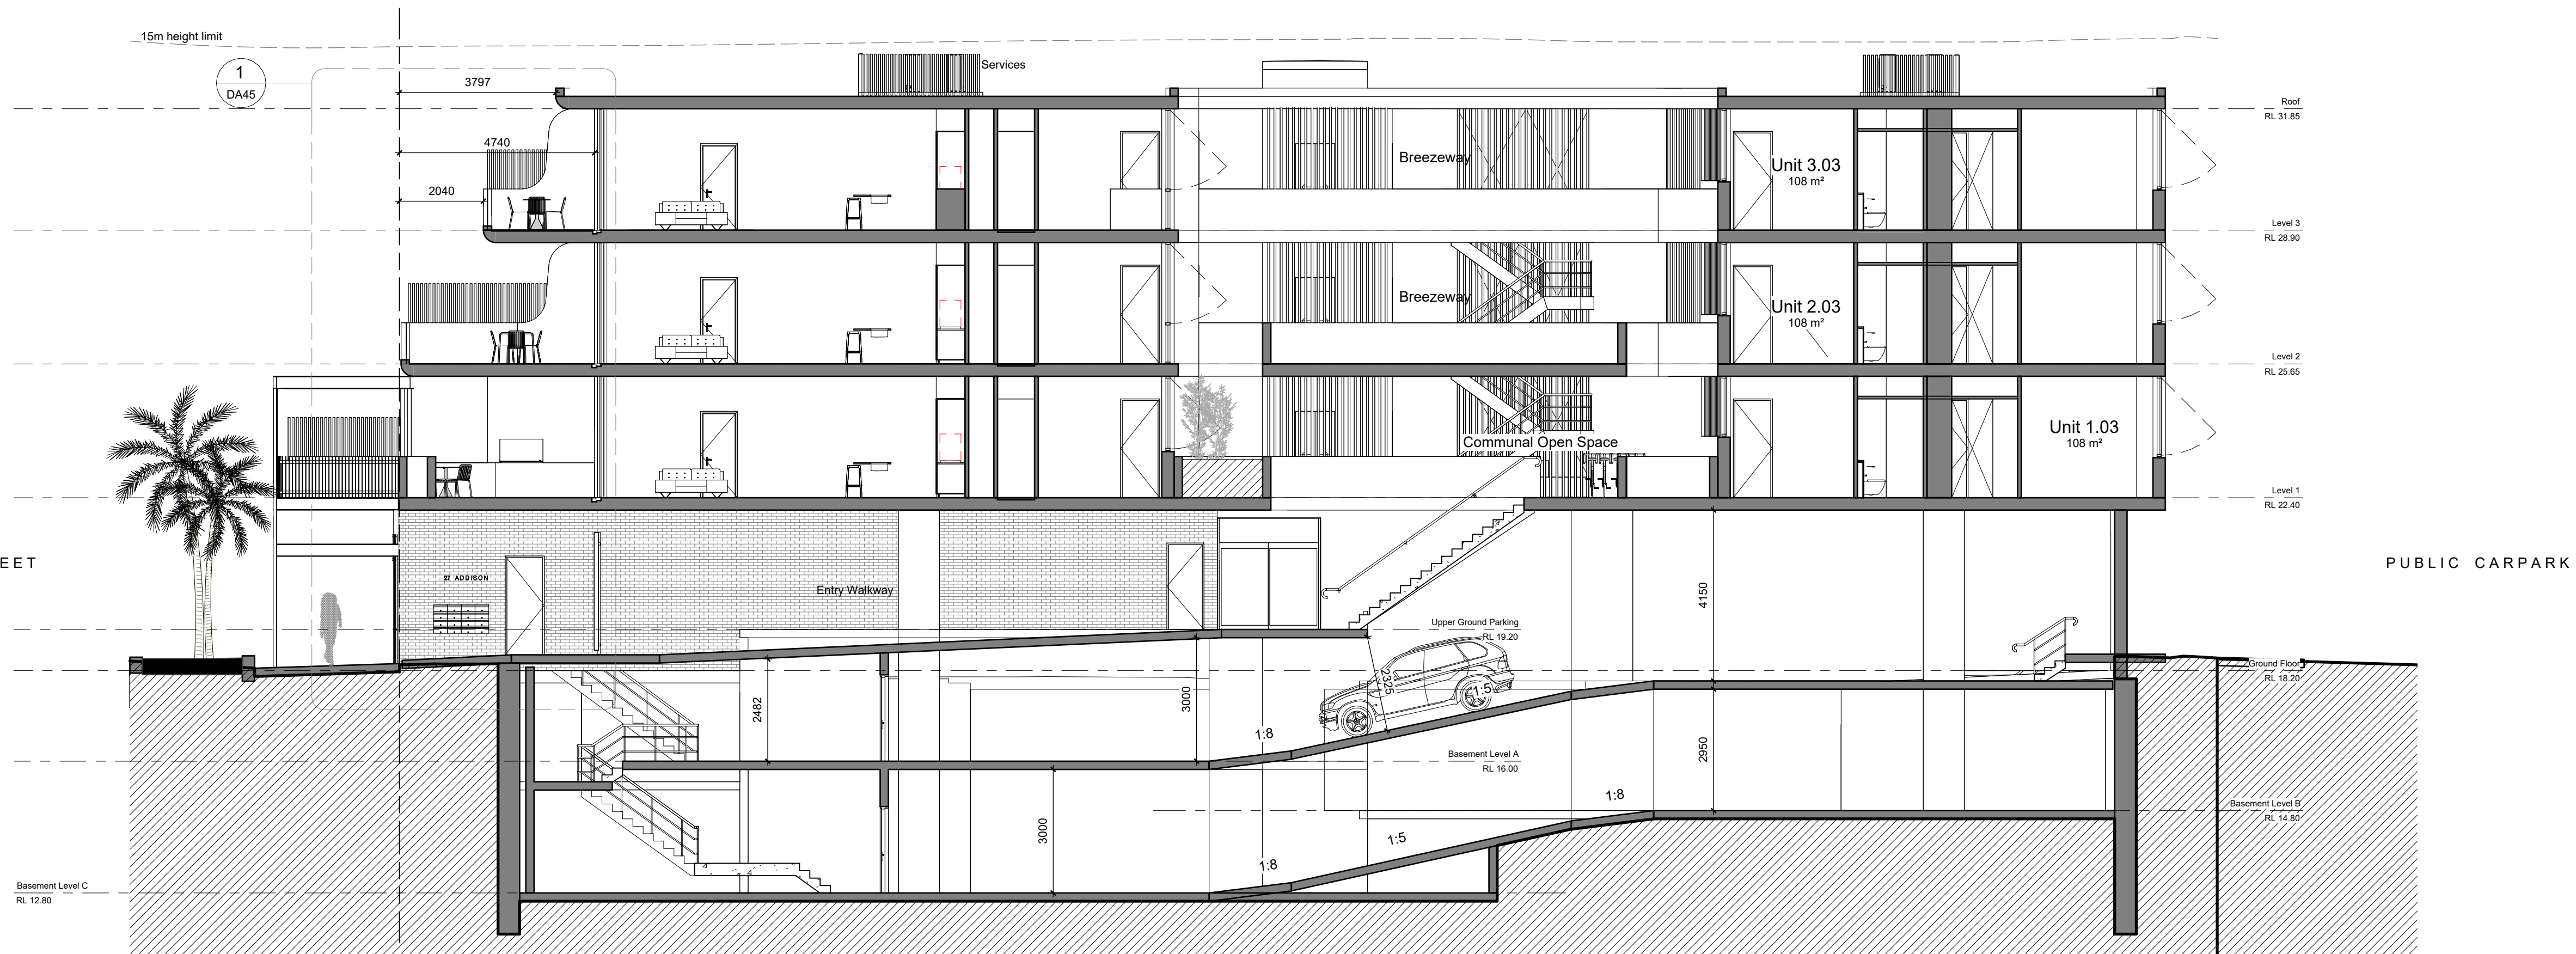 15m height limit
1
DA45
3797
Services
Roof
RL 31.85
4740
2040
Breezeway
Unit 3.03
108 m²
Level 3
RL 28.90
Breezeway
Unit 2.03
108 m²
Level 2
RL 25.65
Communal Open Space
Unit 1.03
108 m²
Level 1
RL 22.40
EET
27 ADDISON
Entry Walkway
4150
PUBLIC CARPARK
Upper Ground Parking
RL 19.20
Ground Floor
RL 18.20
2482
3000
2325
1:5
1:8
Basement Level A
RL 16.00
2950
1:8
Basement Level B
RL 14.80
3000
1:5
1:8
Basement Level C
RL 12.80